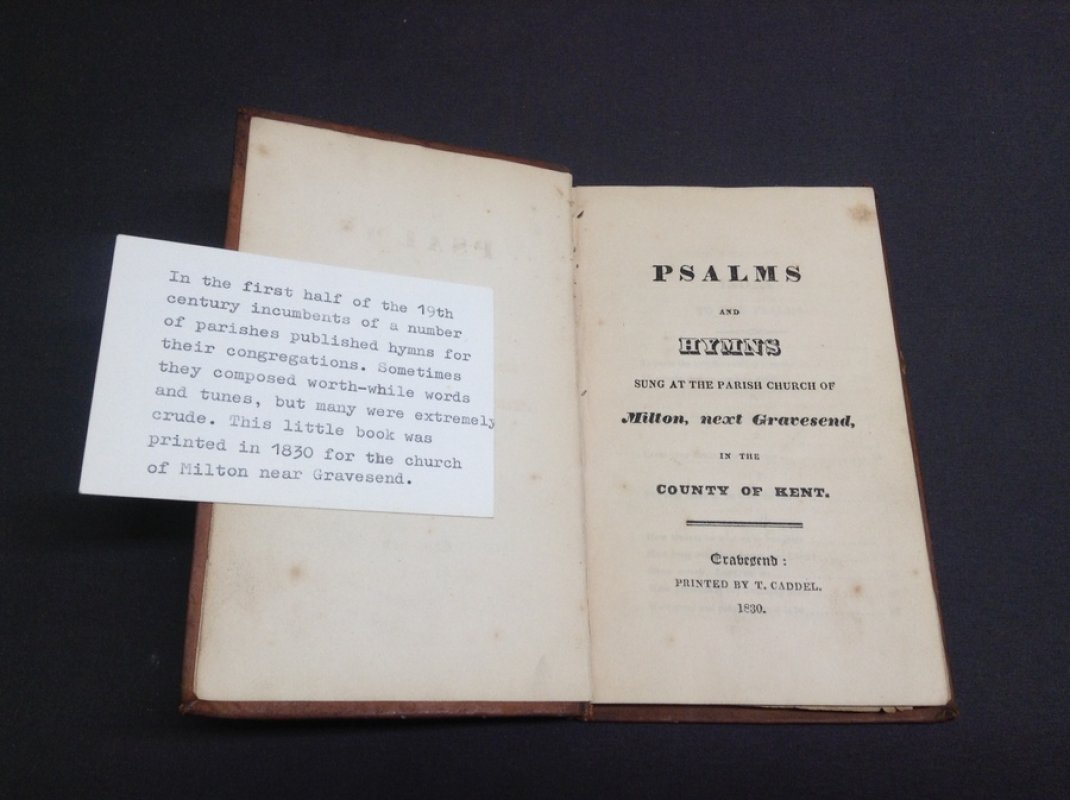 In the first half of the 19th
century incumbents of a number
of parishes published hymns for
their congregations. Sometimes
they composed worth-while words
and tunes, but many were extremely
crude. This little book was
printed in 1830 for the church
of Milton near Gravesend.
PSALMS
AND
HYMNS
SUNG AT THE PARISH CHURCH OF
Milton, next Gravesend,
IN THE
COUNTY OF KENT.
Gravesend:
PRINTED BY T. CADDEL.
1830.